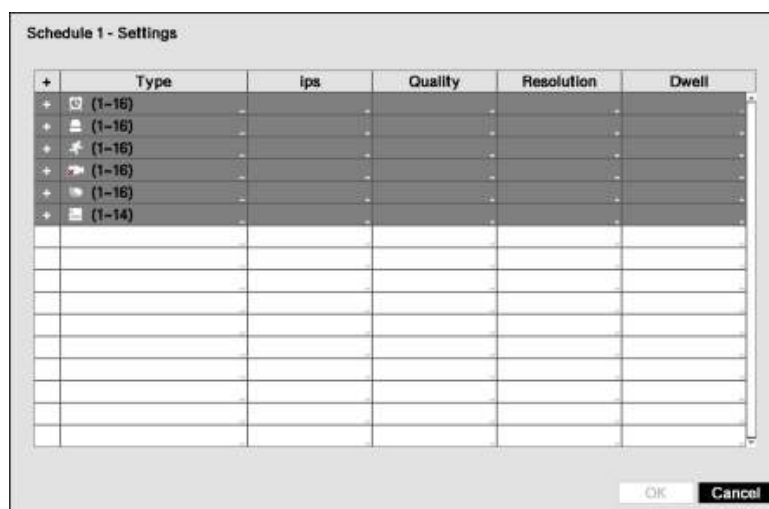 Schedule 1 - Settings
+ Type ips Quality Resolution Dwell
+ (1~16)
+ (1~16)
+ (1~16)
+ (1~16)
+ (1~16)
+ (1~14)
OK Cancel